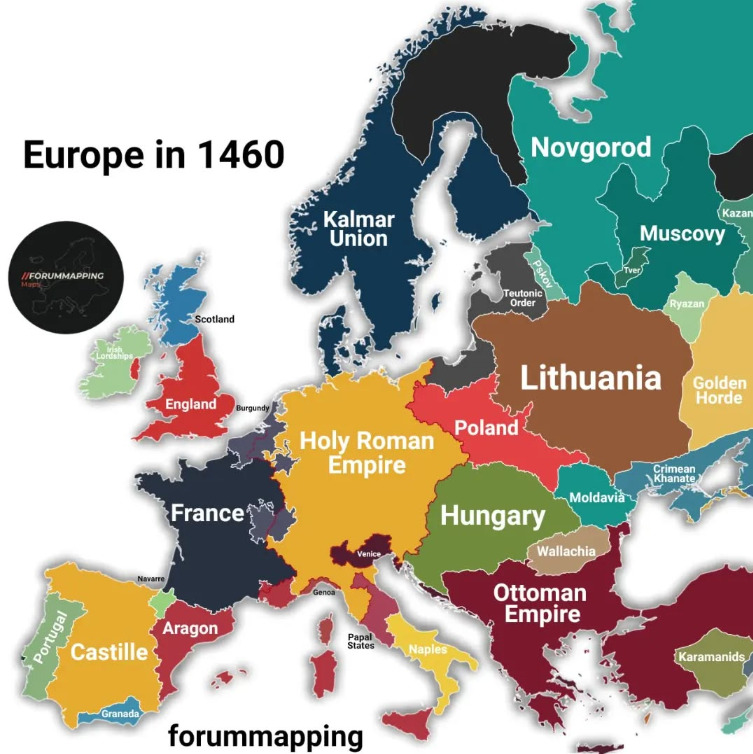 Europe in 1460
//FORUMMAPPING
Maps
Novgorod
Kalmar
Union
Muscovy
Kazan
Tver
Pskov
Teutonic
Order
Ryazan
Scotland
Irish
Lordships
England
Lithuania
Golden
Horde
Burgundy
Poland
Holy Roman
Empire
Crimean
Khanate
Moldavia
France
Hungary
Venice
Wallachia
Navarre
Genoa
Ottoman
Empire
Portugal
Castille
Aragon
Papal
States
Naples
Karamanids
Granada
forummapping